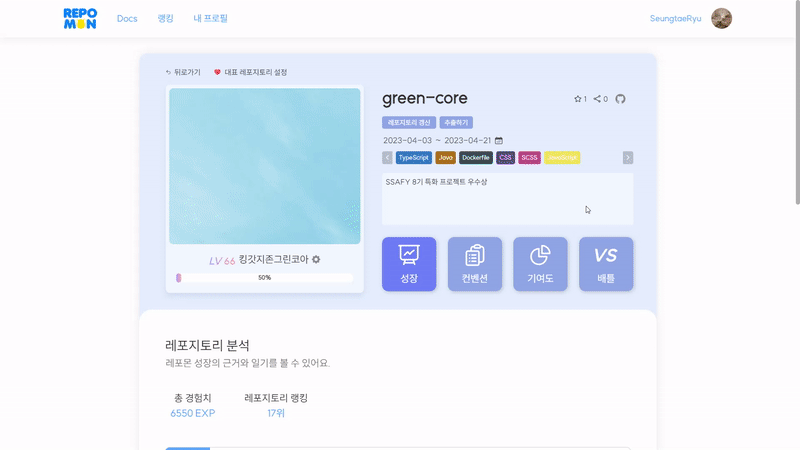 REPO
MON
Docs 랭킹 내 프로필 SeungtaeRyu
뒤로가기 대표 레포지토리 설정
green-core 1 0
레포지토리 갱신 추출하기
2023-04-03 ~ 2023-04-21
TypeScript Java Dockerfile CSS SCSS JavaScript
SSAFY 8기 특화 프로젝트 우수상
LV 66 킹갓지존그린코아
50%
성장 컨벤션 기여도 VS 배틀
레포지토리 분석
레포몬 성장의 근거와 일기를 볼 수 있어요.
총 경험치 레포지토리 랭킹
6550 EXP 17위